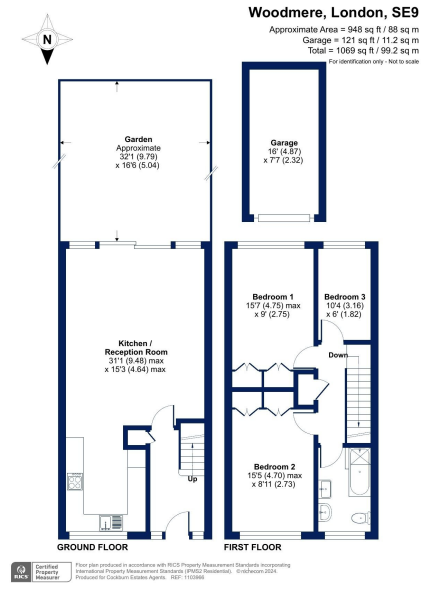 Woodmere, London, SE9
Approximate Area = 948 sq ft / 88 sq m
Garage = 121 sq ft / 11.2 sq m
Total = 1069 sq ft / 99.2 sq m
For identification only - Not to scale
N
Garden
Approximate
32'1 (9.79)
x 16'6 (5.04)
Garage
16' (4.87)
x 7'7 (2.32)
Kitchen /
Reception Room
31'1 (9.48) max
x 15'3 (4.64) max
Up
Bedroom 1
15'7 (4.75) max
x 9' (2.75)
Bedroom 3
10'4 (3.16)
x 6' (1.82)
Down
Bedroom 2
15'5 (4.70) max
x 8'11 (2.73)
GROUND FLOOR
FIRST FLOOR
RICS
Certified
Property
Measurer
Floor plan produced in accordance with RICS Property Measurement Standards incorporating
International Property Measurement Standards (IPMS2 Residential). ©nichecom 2024.
Produced for Cockburn Estates Agents. REF: 1103966